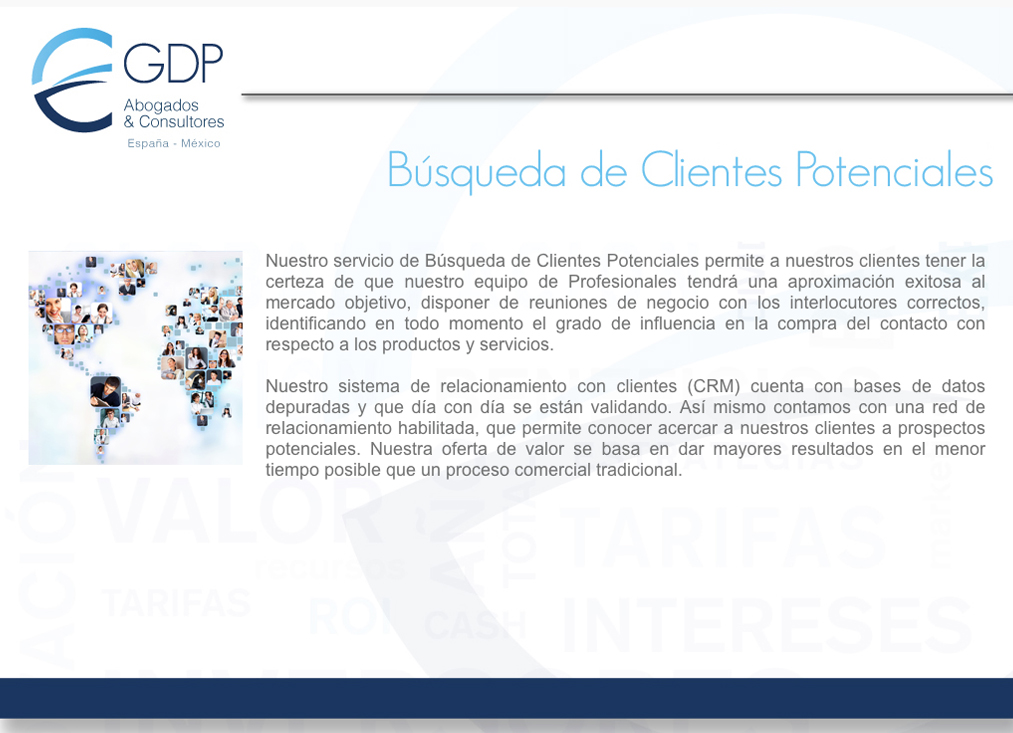 GDP
Abogados
& Consultores
España - México
Búsqueda de Clientes Potenciales
Nuestro servicio de Búsqueda de Clientes Potenciales permite a nuestros clientes tener la
certeza de que nuestro equipo de Profesionales tendrá una aproximación exitosa al
mercado objetivo, disponer de reuniones de negocio con los interlocutores correctos,
identificando en todo momento el grado de influencia en la compra del contacto con
respecto a los productos y servicios.
Nuestro sistema de relacionamiento con clientes (CRM) cuenta con bases de datos
depuradas y que día con día se están validando. Así mismo contamos con una red de
relacionamiento habilitada, que permite conocer acercar a nuestros clientes a prospectos
potenciales. Nuestra oferta de valor se basa en dar mayores resultados en el menor
tiempo posible que un proceso comercial tradicional.
VALOR
TARIFAS
recursos
TARIFAS
ROI
CASH
INTERESES